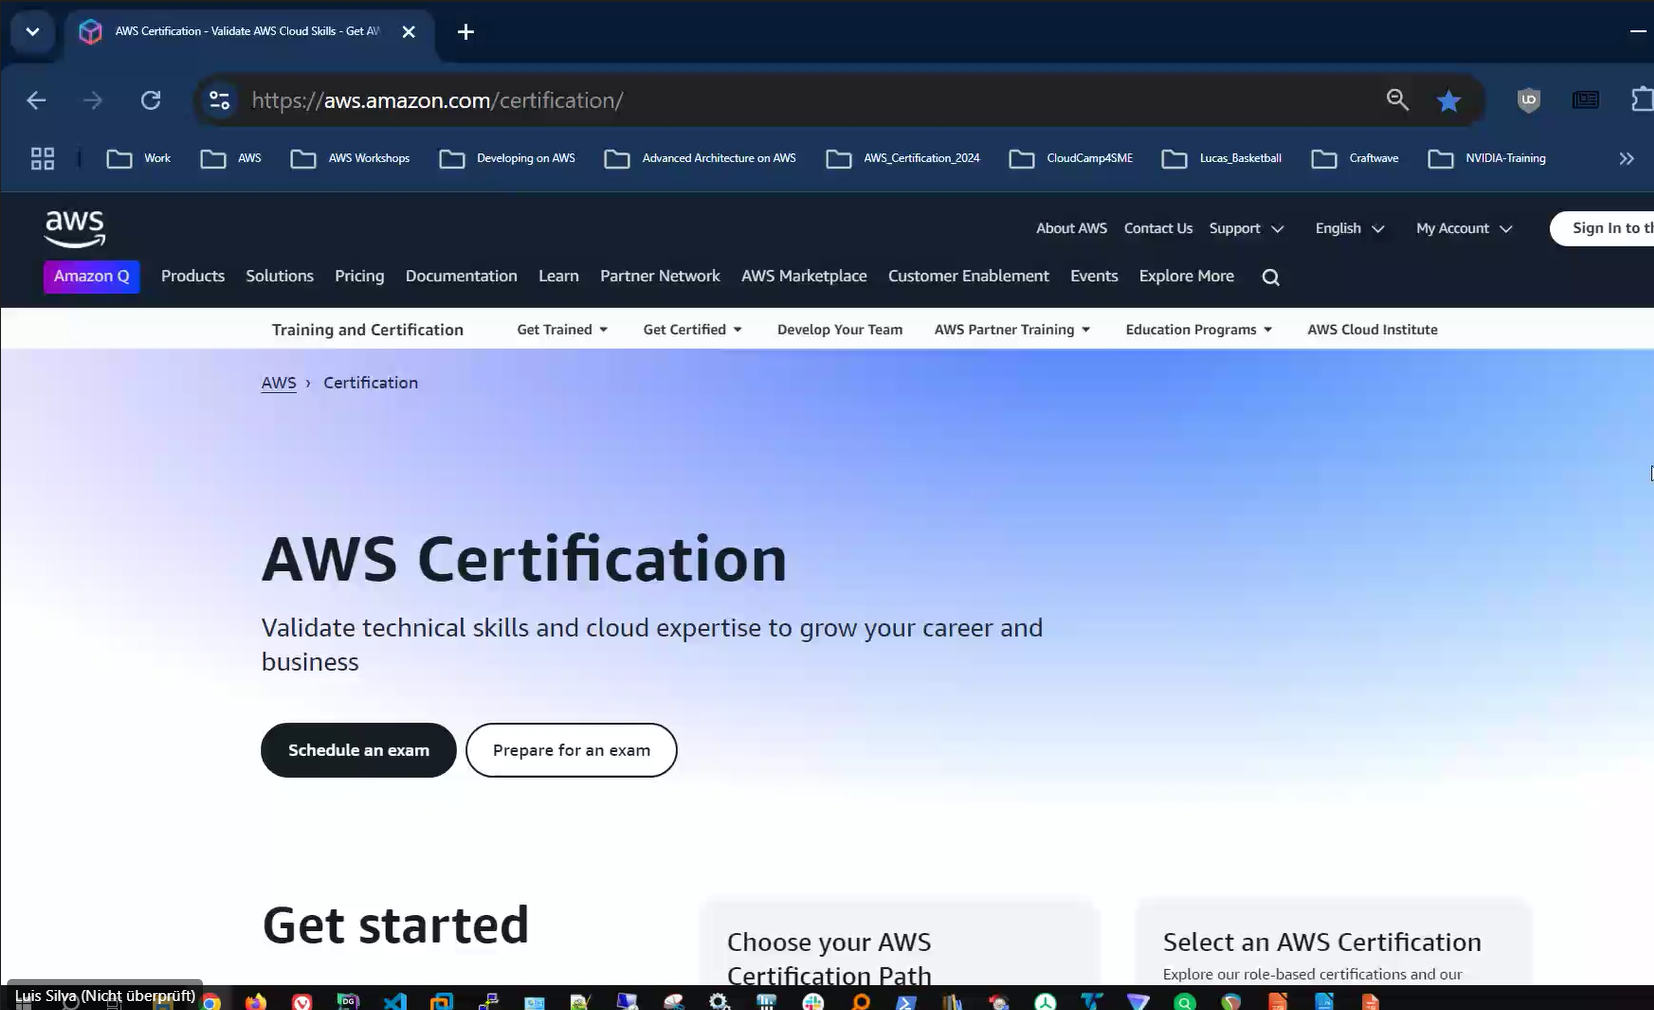 AWS Certification - Validate AWS Cloud Skills - Get AW
https://aws.amazon.com/certification/
Work
AWS
AWS Workshops
Developing on AWS
Advanced Architecture on AWS
AWS_Certification_2024
CloudCamp4SME
Lucas_Basketball
Craftwave
NVIDIA-Training
aws
About AWS
Contact Us
Support
English
My Account
Sign In to th
Amazon Q
Products
Solutions
Pricing
Documentation
Learn
Partner Network
AWS Marketplace
Customer Enablement
Events
Explore More
Training and Certification
Get Trained
Get Certified
Develop Your Team
AWS Partner Training
Education Programs
AWS Cloud Institute
AWS › Certification
AWS Certification
Validate technical skills and cloud expertise to grow your career and
business
Schedule an exam
Prepare for an exam
Get started
Choose your AWS
Certification Path
Select an AWS Certification
Explore our role-based certifications and our
Luis Silva (Nicht überprüft)